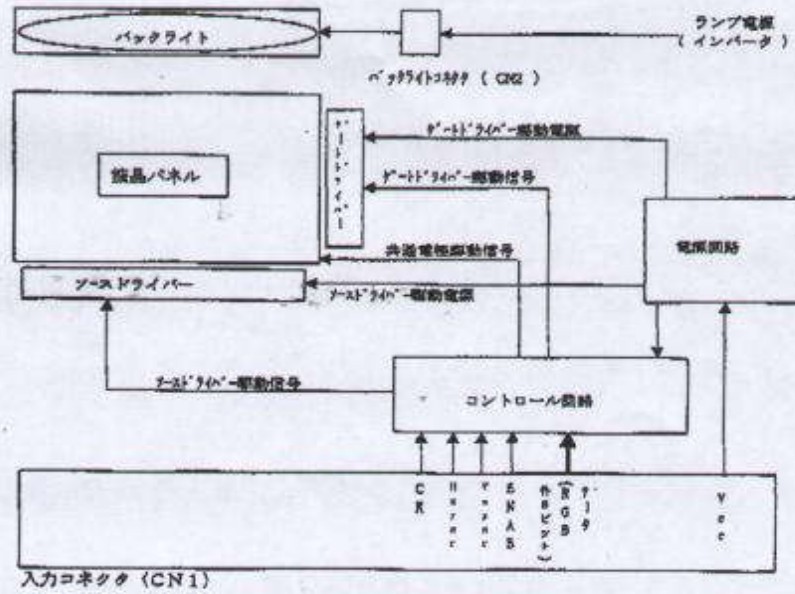 バックライト
ランプ電源
(インバータ)
バックライトコネクタ (CN2)
ゲートドライバー
ゲートドライバー駆動電源
液晶パネル
ゲートドライバー駆動信号
共通電極駆動信号
電源回路
ソースドライバー
ソースドライバー駆動電源
ソースドライバー駆動信号
コントロール回路
CK
Hsync
Vsync
ENAB
データ
(RGB
各6ビット)
Vcc
入力コネクタ (CN1)